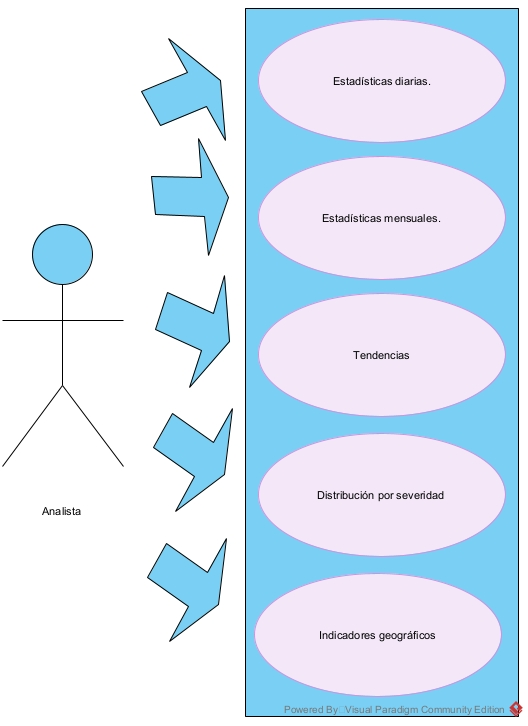 Estadísticas diarias.
Estadísticas mensuales.
Tendencias
Distribución por severidad
Analista
Indicadores geográficos
Powered By Visual Paradigm Community Edition